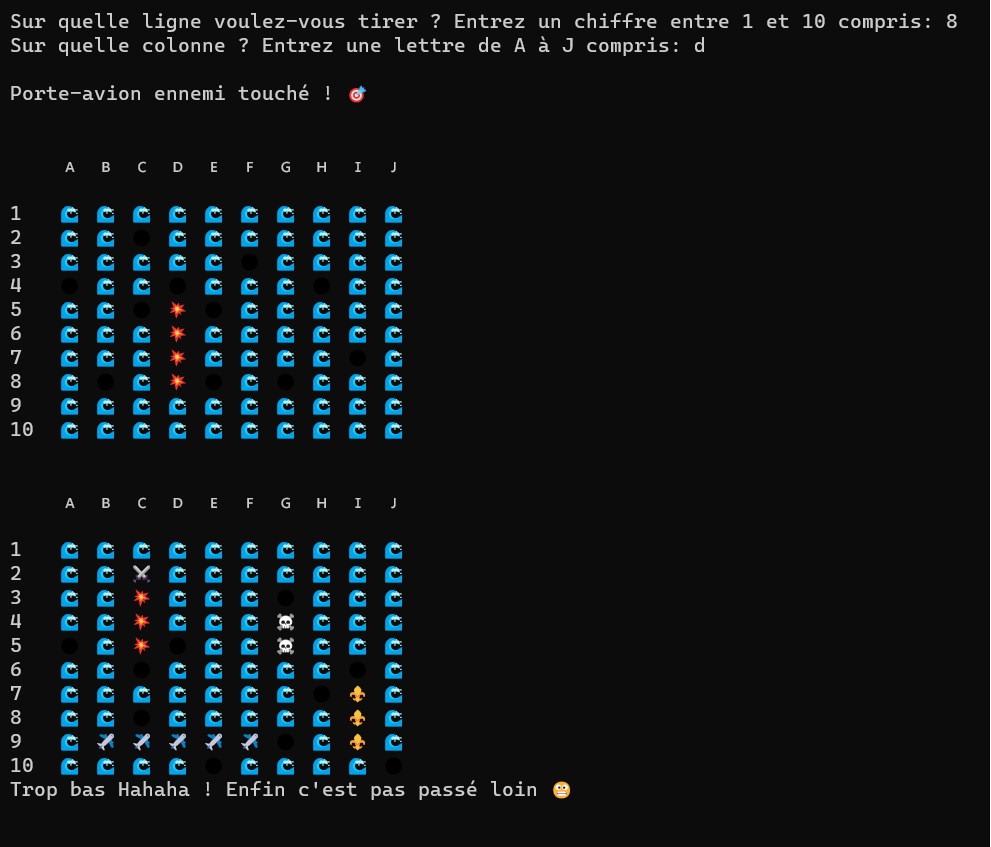 Sur quelle ligne voulez-vous tirer ? Entrez un chiffre entre 1 et 10 compris: 8
Sur quelle colonne ? Entrez une lettre de A à J compris: d
Porte-avion ennemi touché ! 🎯
A B C D E F G H I J
1 🌊 🌊 🌊 🌊 🌊 🌊 🌊 🌊 🌊 🌊
2 🌊 🌊 ⚫ 🌊 🌊 🌊 🌊 🌊 🌊 🌊
3 🌊 🌊 🌊 🌊 🌊 ⚫ 🌊 🌊 🌊 🌊
4 ⚫ 🌊 🌊 ⚫ 🌊 🌊 🌊 ⚫ 🌊 🌊
5 🌊 🌊 ⚫ 💥 ⚫ 🌊 🌊 🌊 🌊 🌊
6 🌊 🌊 🌊 💥 🌊 🌊 🌊 🌊 🌊 🌊
7 🌊 🌊 🌊 💥 🌊 🌊 🌊 🌊 ⚫ 🌊
8 🌊 ⚫ 🌊 💥 ⚫ 🌊 ⚫ 🌊 🌊 🌊
9 🌊 🌊 🌊 🌊 🌊 🌊 🌊 🌊 🌊 🌊
10 🌊 🌊 🌊 🌊 🌊 🌊 🌊 🌊 🌊 🌊
A B C D E F G H I J
1 🌊 🌊 🌊 🌊 🌊 🌊 🌊 🌊 🌊 🌊
2 🌊 🌊 ⚔️ 🌊 🌊 🌊 🌊 🌊 🌊 🌊
3 🌊 🌊 💥 🌊 🌊 🌊 ⚫ 🌊 🌊 🌊
4 🌊 🌊 💥 🌊 🌊 🌊 ☠️ 🌊 🌊 🌊
5 ⚫ 🌊 💥 ⚫ 🌊 🌊 ☠️ 🌊 🌊 🌊
6 🌊 🌊 ⚫ 🌊 🌊 🌊 🌊 🌊 ⚫ 🌊
7 🌊 🌊 🌊 🌊 🌊 🌊 🌊 ⚫ ⚜️ 🌊
8 🌊 🌊 ⚫ 🌊 🌊 🌊 🌊 🌊 ⚜️ 🌊
9 🌊 ✈️ ✈️ ✈️ ✈️ ✈️ ⚫ 🌊 ⚜️ 🌊
10 🌊 🌊 🌊 🌊 ⚫ 🌊 🌊 🌊 🌊 ⚫
Trop bas Hahaha ! Enfin c'est pas passé loin 😬